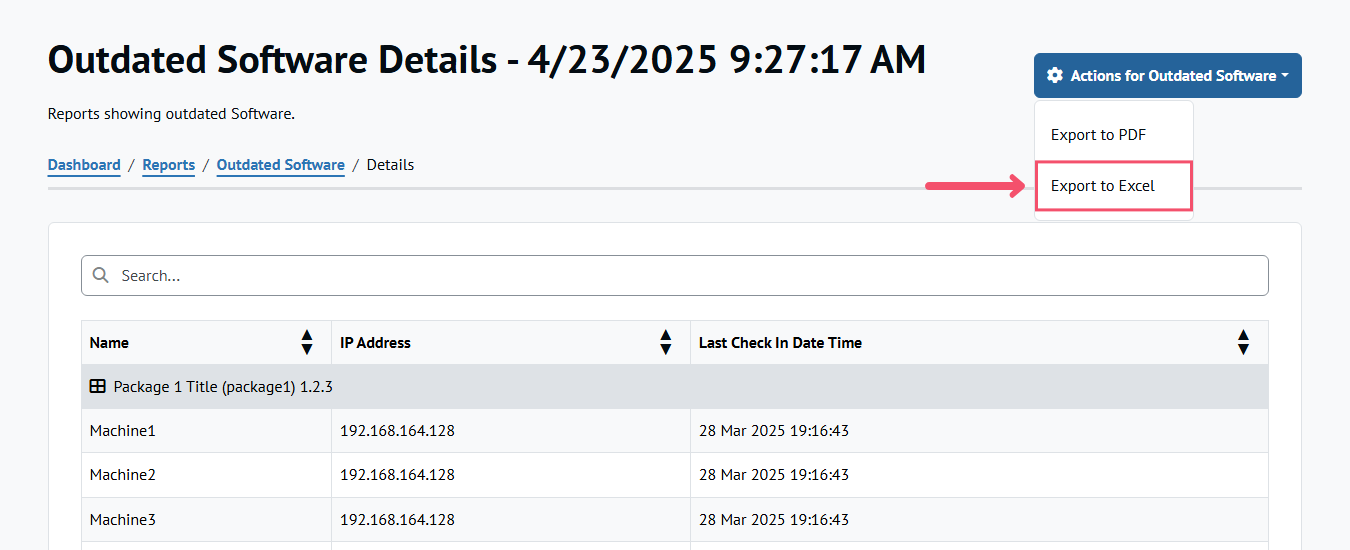 Outdated Software Details - 4/23/2025 9:27:17 AM
Actions for Outdated Software
Reports showing outdated Software.
Export to PDF
Dashboard / Reports / Outdated Software / Details
Export to Excel
Search...
Name IP Address Last Check In Date Time
Package 1 Title (package1) 1.2.3
Machine1 192.168.164.128 28 Mar 2025 19:16:43
Machine2 192.168.164.128 28 Mar 2025 19:16:43
Machine3 192.168.164.128 28 Mar 2025 19:16:43